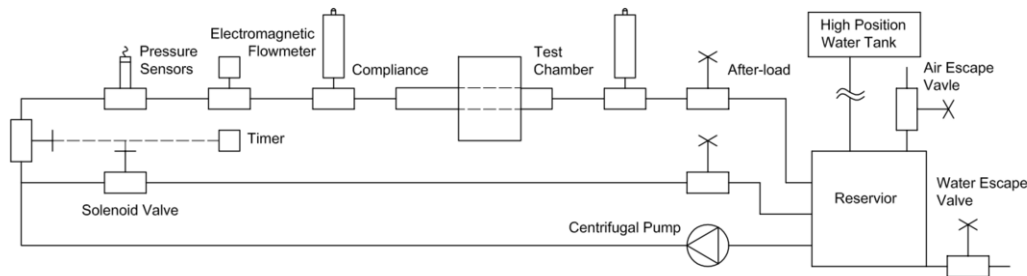 High Position
Water Tank
Electromagnetic
Flowmeter
Pressure
Sensors
Compliance
Test
Chamber
After-load
Air Escape
Vavle
Timer
Solenoid Valve
Reservior
Water Escape
Valve
Centrifugal Pump